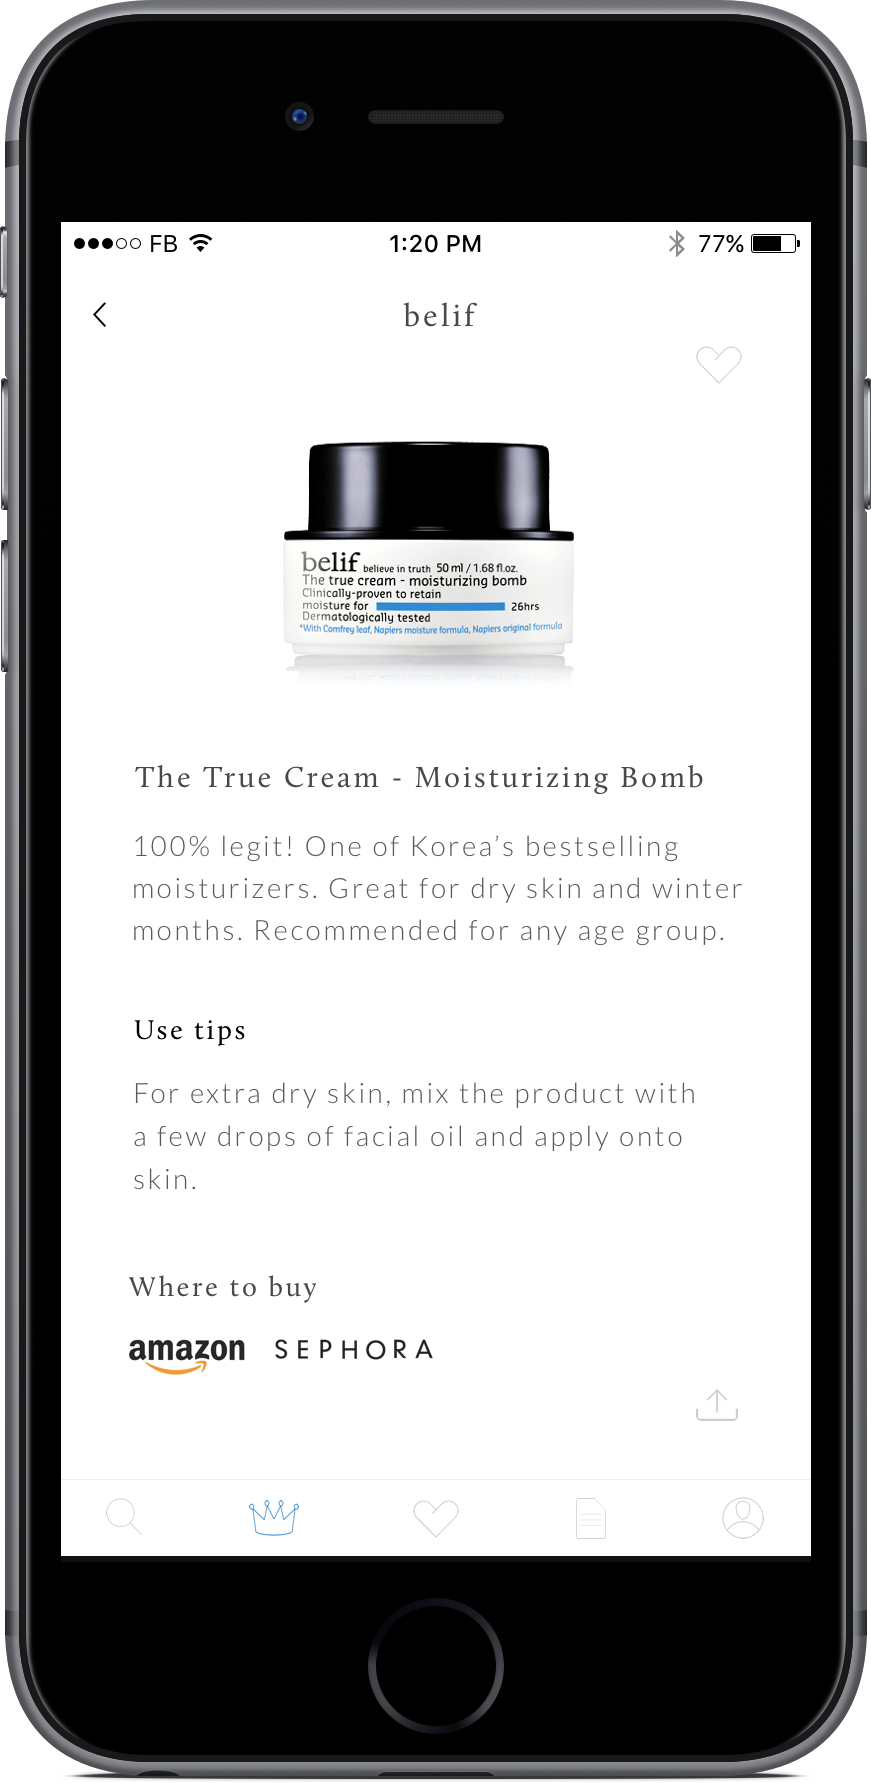 FB 1:20 PM 77%
belif
belif believe in truth 50 ml / 1.68 fl.oz.
The true cream - moisturizing bomb
Clinically-proven to retain
moisture for 26hrs
Dermatologically tested
*With Comfrey leaf, Napiers moisture formula, Napiers original formula
The True Cream - Moisturizing Bomb
100% legit! One of Korea’s bestselling
moisturizers. Great for dry skin and winter
months. Recommended for any age group.
Use tips
For extra dry skin, mix the product with
a few drops of facial oil and apply onto
skin.
Where to buy
amazon SEPHORA